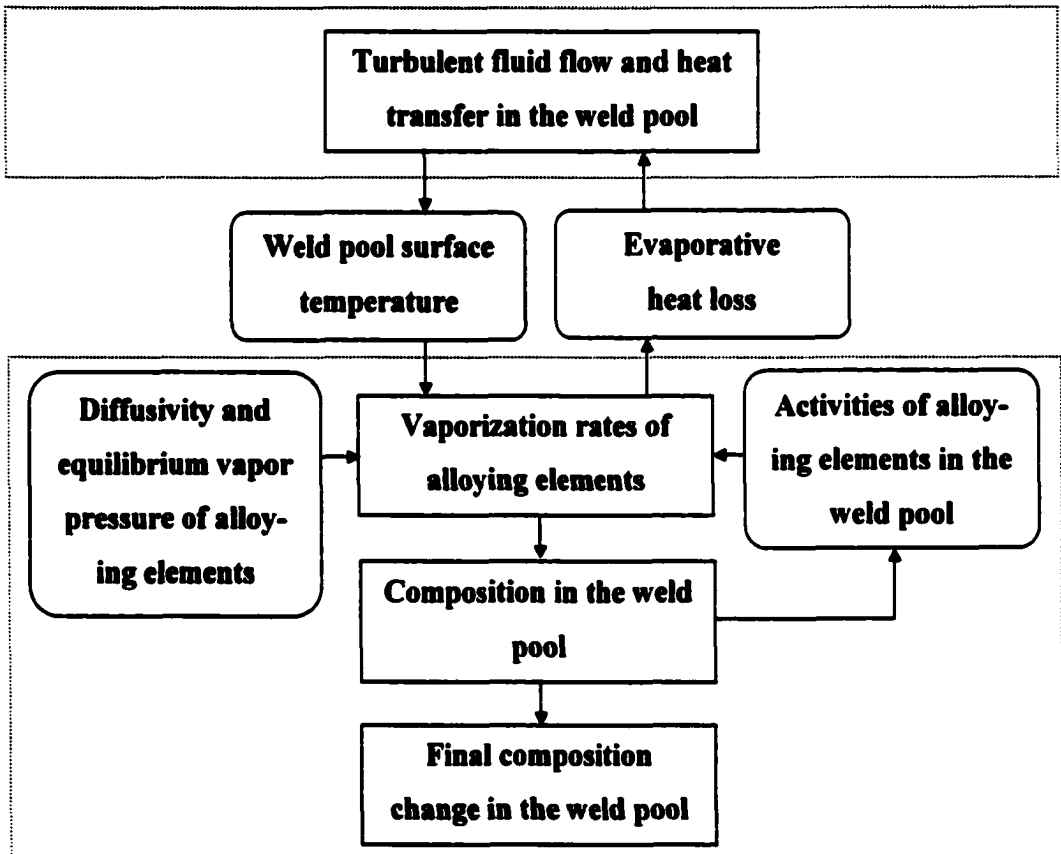 Turbulent fluid flow and heat
transfer in the weld pool
Weld pool surface
temperature
Evaporative
heat loss
Diffusivity and
equilibrium vapor
pressure of alloy-
ing elements
Vaporization rates of
alloying elements
Activities of alloy-
ing elements in the
weld pool
Composition in the weld
pool
Final composition
change in the weld pool